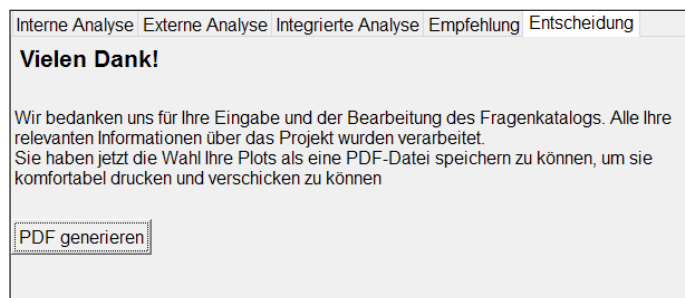 Interne Analyse Externe Analyse Integrierte Analyse Empfehlung Entscheidung
Vielen Dank!
Wir bedanken uns für Ihre Eingabe und der Bearbeitung des Fragenkatalogs. Alle Ihre
relevanten Informationen über das Projekt wurden verarbeitet.
Sie haben jetzt die Wahl Ihre Plots als eine PDF-Datei speichern zu können, um sie
komfortabel drucken und verschicken zu können
PDF generieren